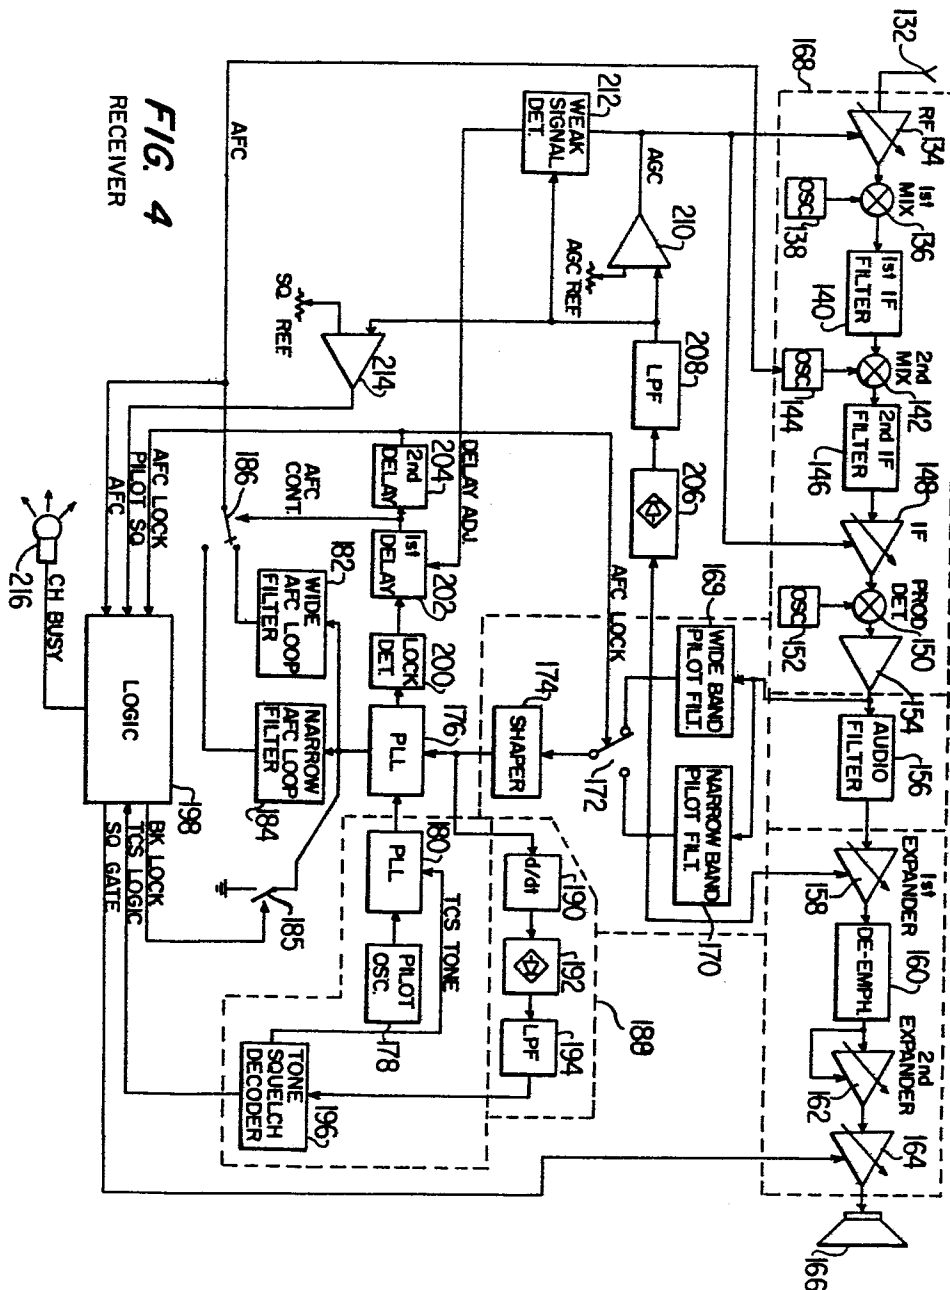 132
168
RF
134
1st
MIX
136
OSC
138
1st IF
FILTER
140
2nd
MIX
142
OSC
144
2nd IF
FILTER
146
IF
148
PROD
DET.
150
OSC
152
154
AUDIO
FILTER
156
1st
EXPANDER
158
DE-EMPH.
160
2nd
EXPANDER
162
164
166
212
WEAK
SIGNAL
DET.
AGC
210
AGC REF
208
LPF
206
169
WIDE BAND
PILOT FILT.
NARROW BAND
PILOT FILT.
170
AFC LOCK
172
174
SHAPER
188
d/dt
190
192
LPF
194
AFC
SQ
REF
214
DELAY ADJ.
204
2nd
DELAY
1st
DELAY
202
AFC
CONT.
LOCK
DET.
200
PLL
176
180
PLL
TCS TONE
PILOT
OSC.
178
TONE
SQUELCH
DECODER
196
186
182
WIDE
AFC LOOP
FILTER
NARROW
AFC LOOP
FILTER
184
185
AFC LOCK
PILOT SQ
AFC
LOGIC
198
BK LOCK
TCS LOGIC
SQ GATE
CH BUSY
216
FIG. 4
RECEIVER